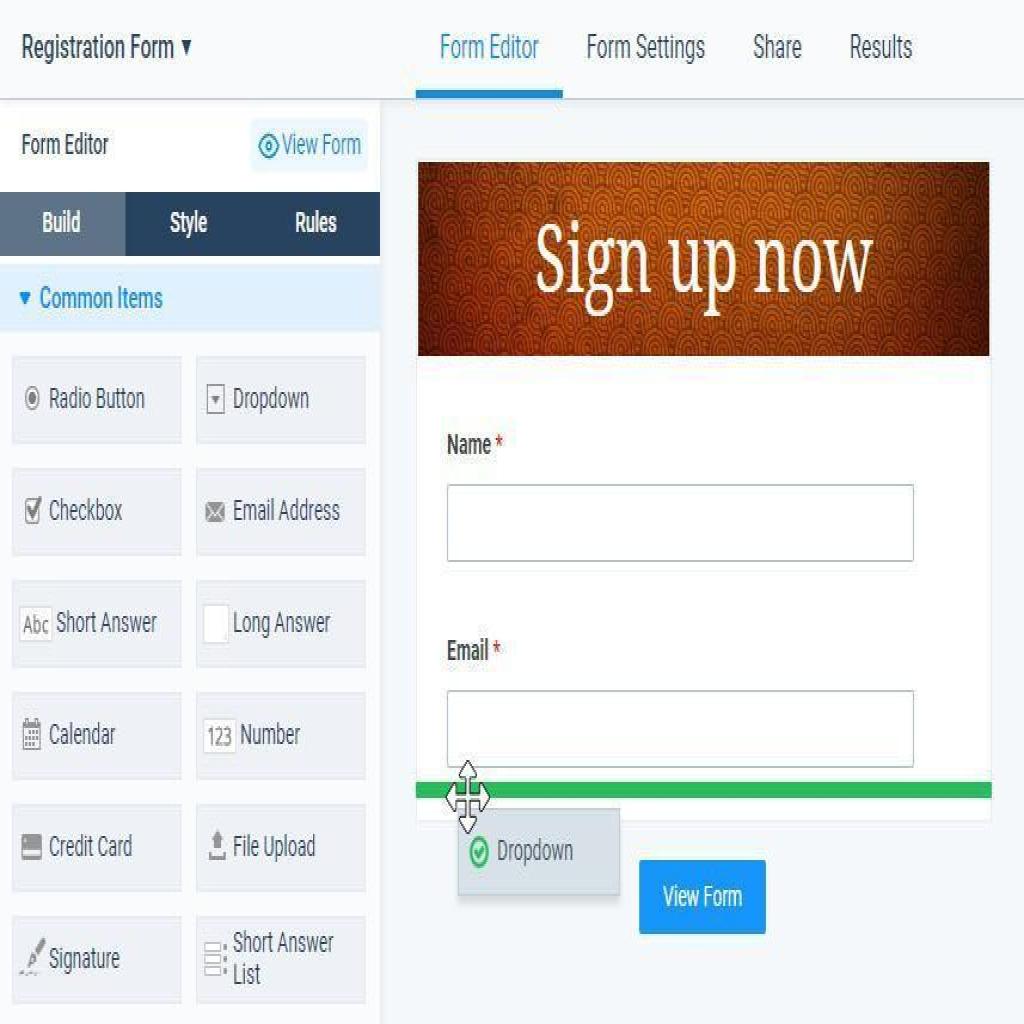 Registration Form ▼
Form Editor
Form Settings
Share
Results
Form Editor
View Form
Build
Style
Rules
▼ Common Items
Radio Button
Dropdown
Checkbox
Email Address
Abc Short Answer
Long Answer
Calendar
123 Number
Credit Card
File Upload
Signature
Short Answer
List
Sign up now
Name *
Email *
Dropdown
View Form